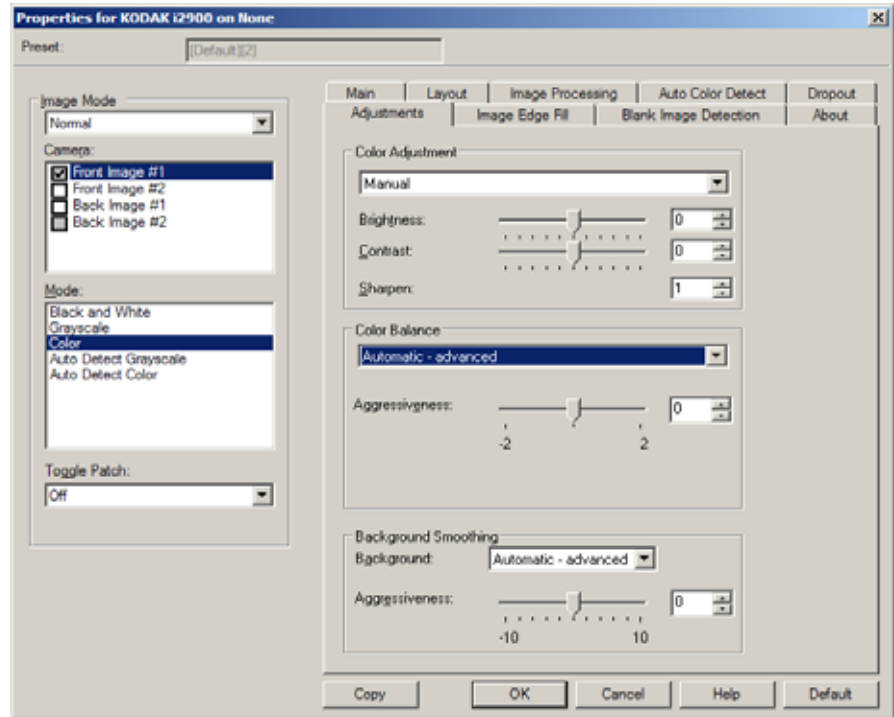 Properties for KODAK i2900 on None
Preset:
[Default][2]
Image Mode
Normal
Camera:
Front Image #1
Front Image #2
Back Image #1
Back Image #2
Mode:
Black and White
Grayscale
Color
Auto Detect Grayscale
Auto Detect Color
Toggle Patch:
Off
Main Layout Image Processing Auto Color Detect Dropout
Adjustments Image Edge Fill Blank Image Detection About
Color Adjustment
Manual
Brightness: 0
Contrast: 0
Sharpen: 1
Color Balance
Automatic - advanced
Aggressiveness: 0
-2 2
Background Smoothing
Background: Automatic - advanced
Aggressiveness: 0
-10 10
Copy OK Cancel Help Default